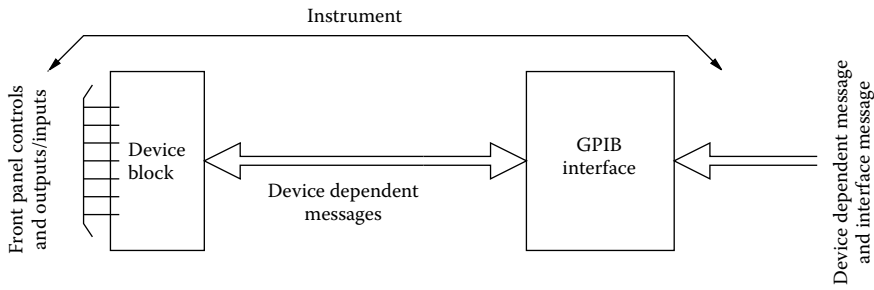 Instrument
Front panel controls
and outputs/inputs
Device
block
Device dependent
messages
GPIB
interface
Device dependent message
and interface message